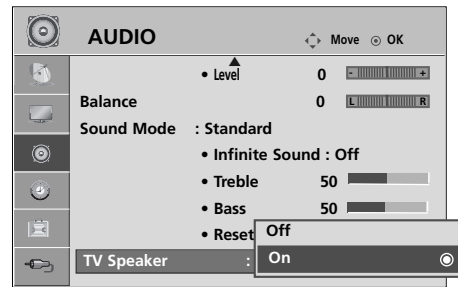 AUDIO Move OK
• Level 0 - +
Balance 0 L R
Sound Mode : Standard
• Infinite Sound : Off
• Treble 50
• Bass 50
• Reset
Off
TV Speaker : On